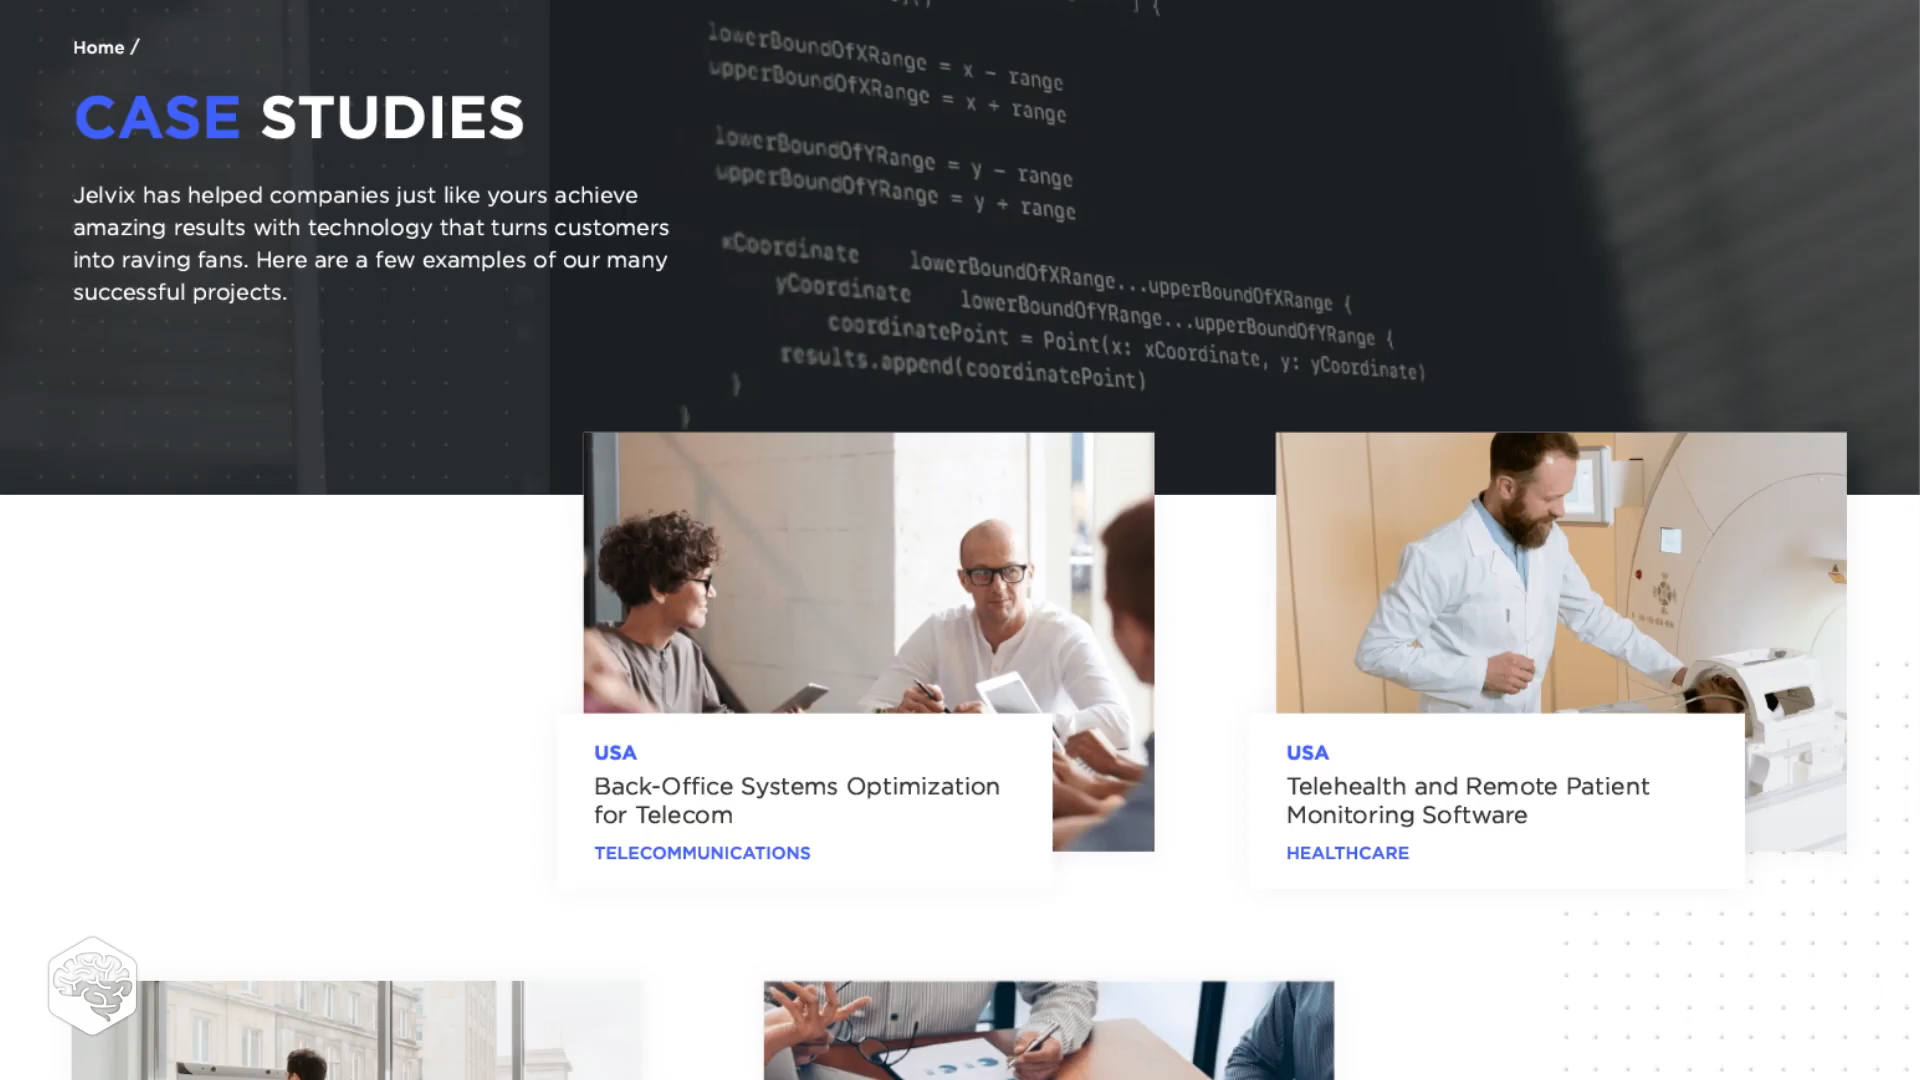 Home /
CASE STUDIES
Jelvix has helped companies just like yours achieve
amazing results with technology that turns customers
into raving fans. Here are a few examples of our many
successful projects.
lowerBoundOfXRange = x - range
upperBoundOfXRange = x + range
lowerBoundOfYRange = y - range
upperBoundOfYRange = y + range
xCoordinate lowerBoundOfXRange...upperBoundOfXRange {
yCoordinate lowerBoundOfYRange...upperBoundOfYRange {
coordinatePoint = Point(x: xCoordinate, y: yCoordinate)
results.append(coordinatePoint)
}
}
USA
Back-Office Systems Optimization
for Telecom
TELECOMMUNICATIONS
USA
Telehealth and Remote Patient
Monitoring Software
HEALTHCARE